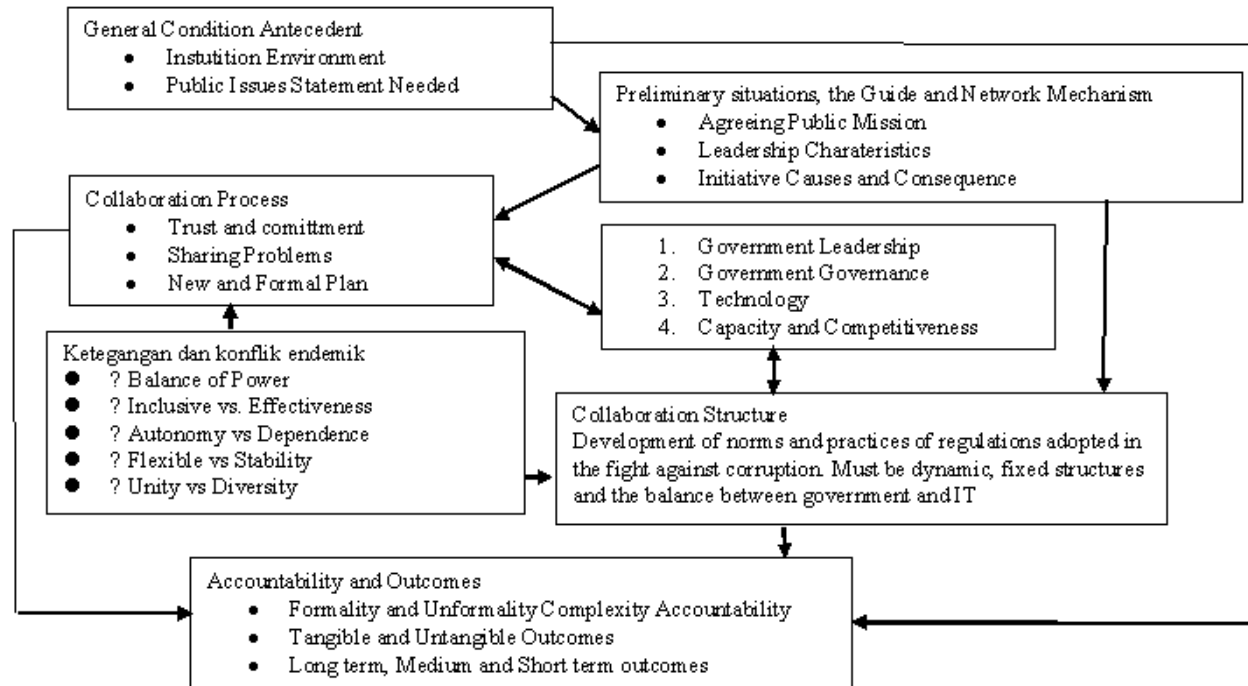 General Condition Antecedent
● Instutition Environment
● Public Issues Statement Needed
Preliminary situations, the Guide and Network Mechanism
● Agreeing Public Mission
● Leadership Charateristics
● Initiative Causes and Consequence
Collaboration Process
● Trust and comittment
● Sharing Problems
● New and Formal Plan
1. Government Leadership
2. Government Governance
3. Technology
4. Capacity and Competitiveness
Ketegangan dan konflik endemik
● ? Balance of Power
● ? Inclusive vs. Effectiveness
● ? Autonomy vs Dependence
● ? Flexible vs Stability
● ? Unity vs Diversity
Collaboration Structure
Development of norms and practices of regulations adopted in
the fight against corruption. Must be dynamic, fixed structures
and the balance between government and IT
Accountability and Outcomes
● Formality and Unformality Complexity Accountability
● Tangible and Untangible Outcomes
● Long term, Medium and Short term outcomes